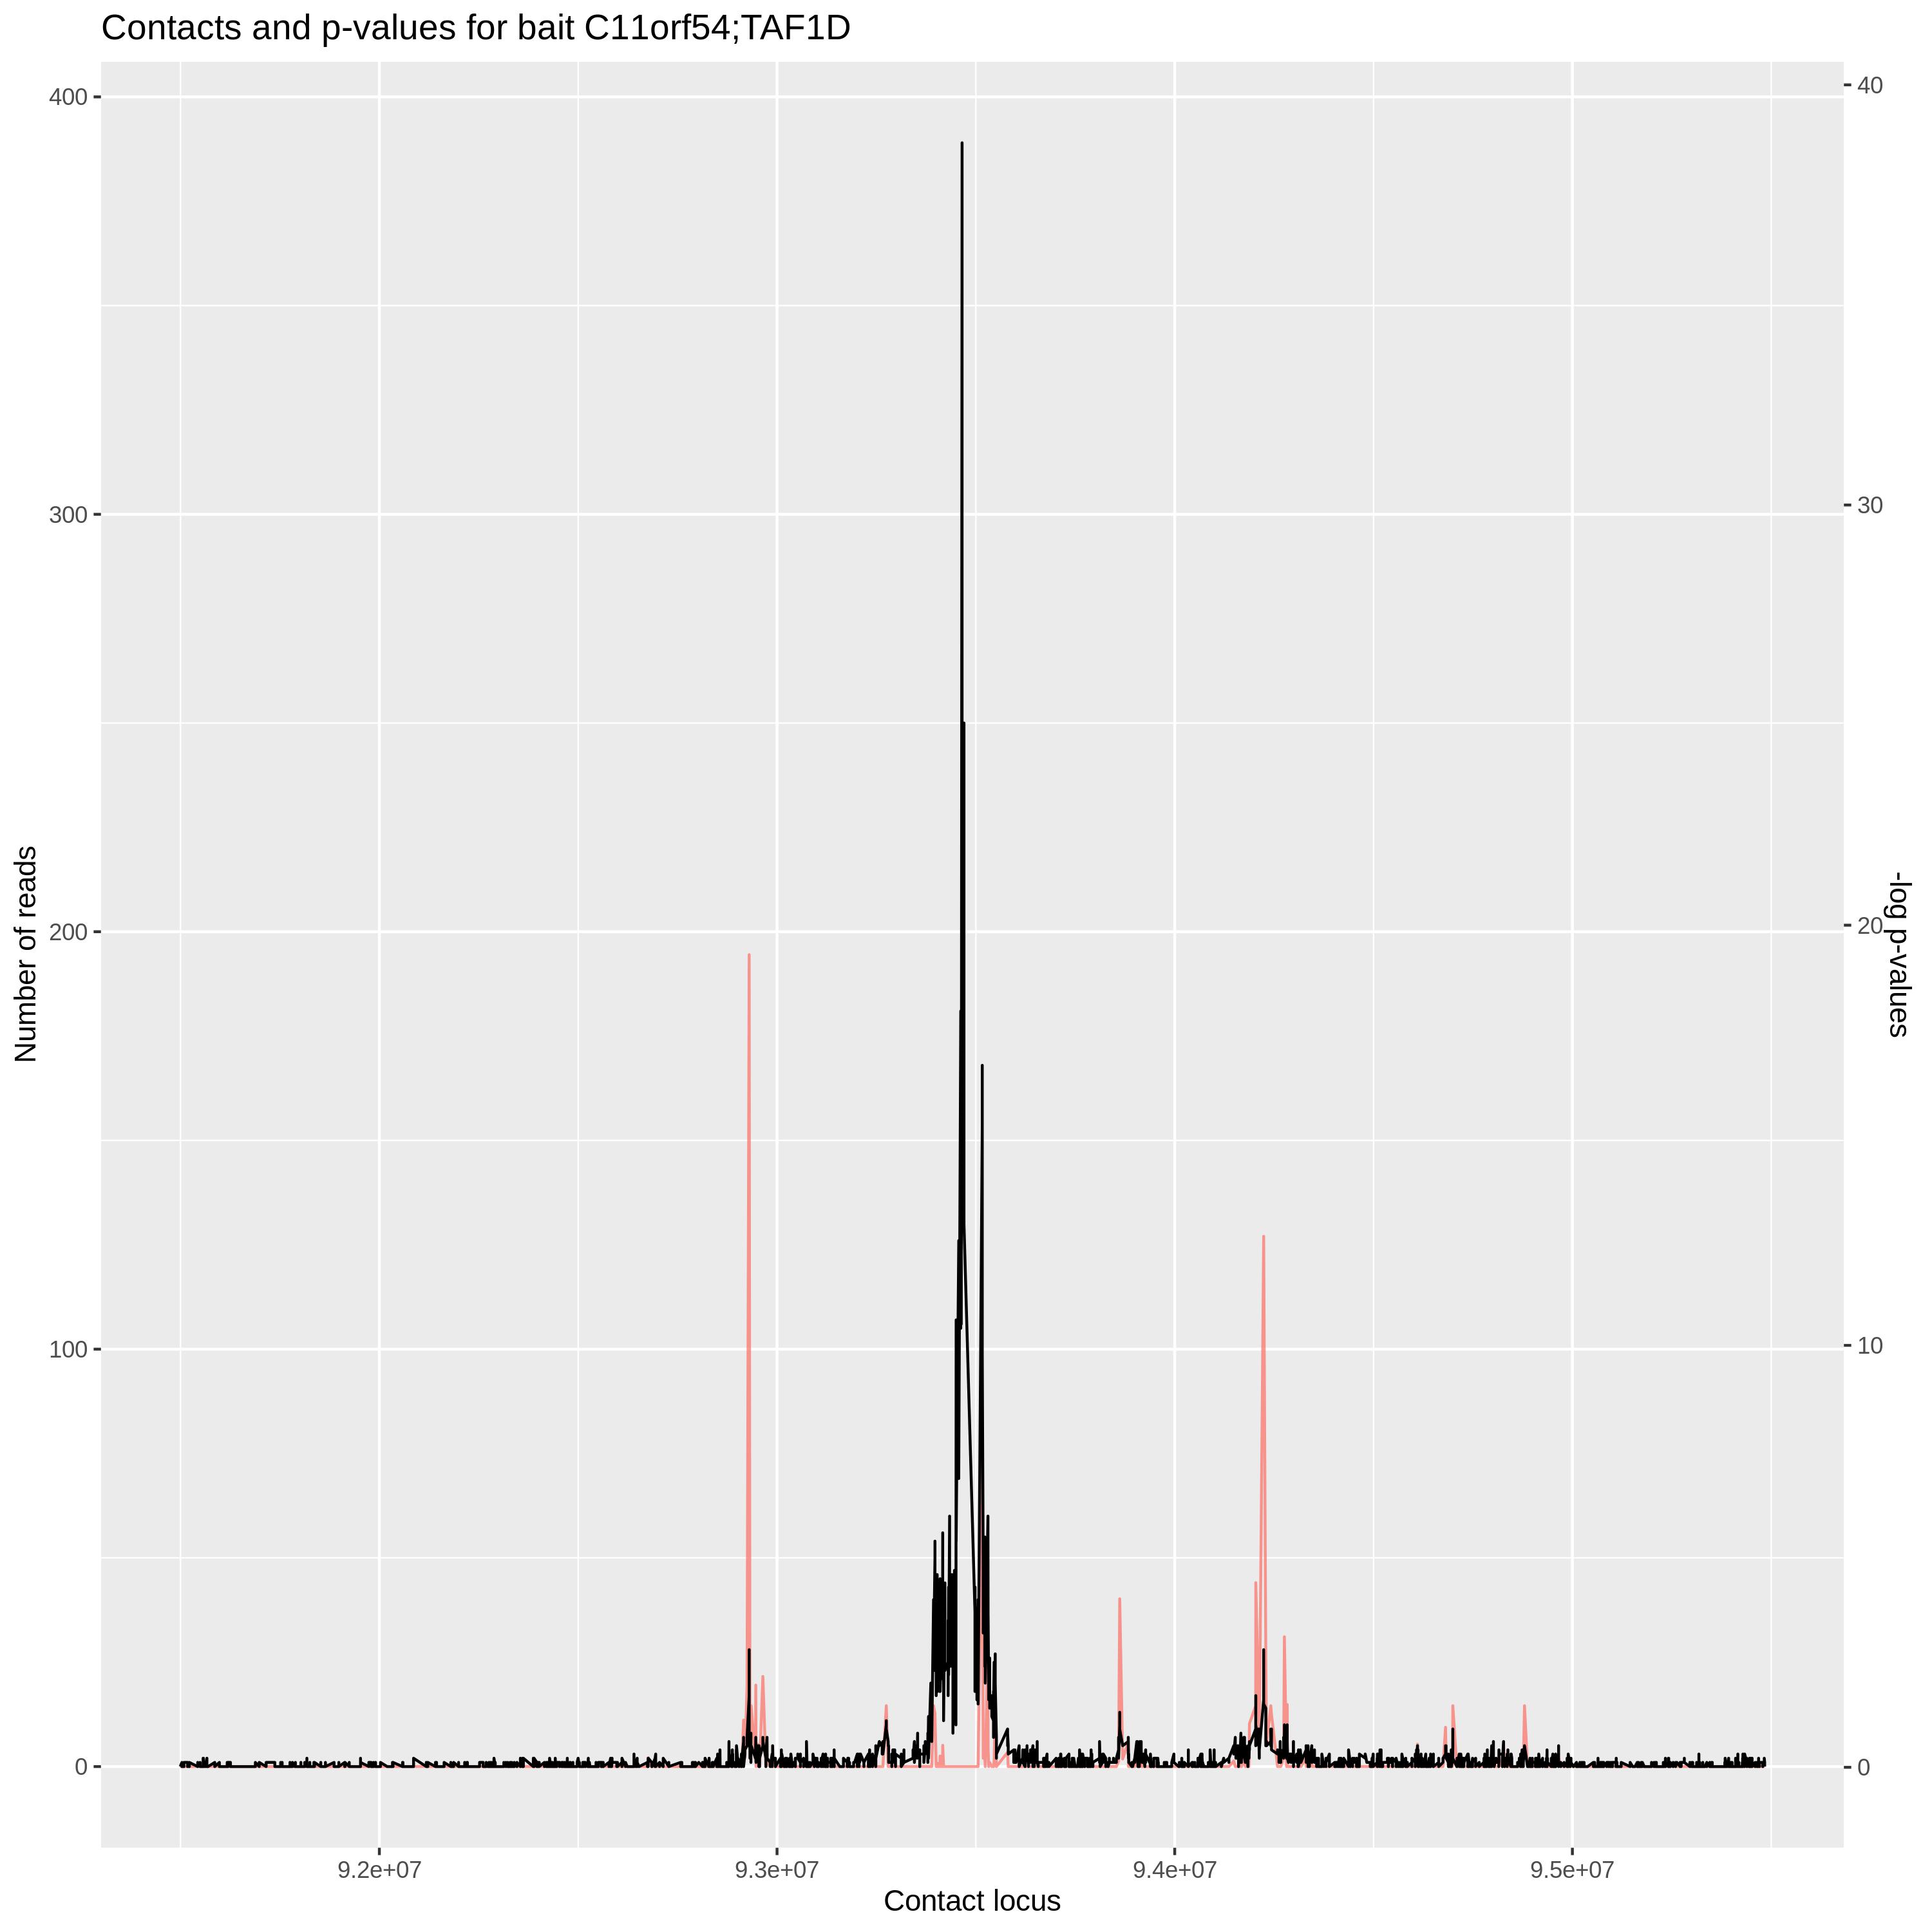 Contacts and p-values for bait C11orf54;TAF1D
400
300
200
100
0
Number of reads
40
30
20
10
0
-log p-values
9.2e+07
9.3e+07
9.4e+07
9.5e+07
Contact locus